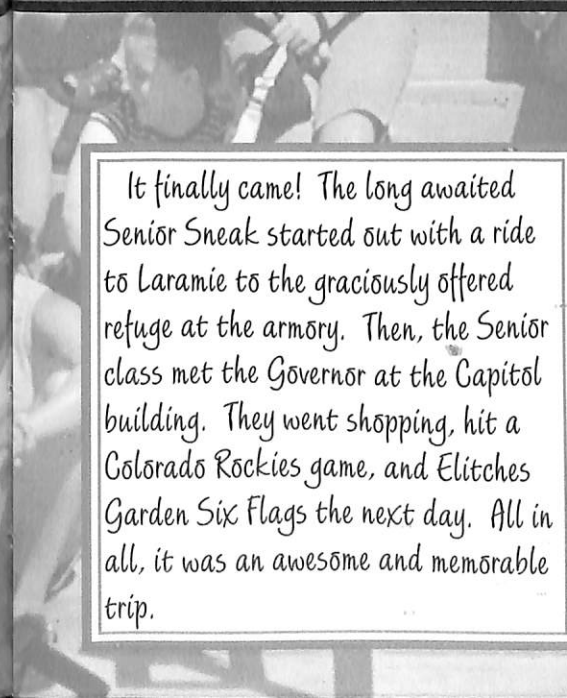 It finally came! The long awaited
Senior Sneak started out with a ride
to Laramie to the graciously offered
refuge at the armory. Then, the Senior
class met the Governor at the Capitol
building. They went shopping, hit a
Colorado Rockies game, and Elitches
Garden Six Flags the next day. All in
all, it was an awesome and memorable
trip.